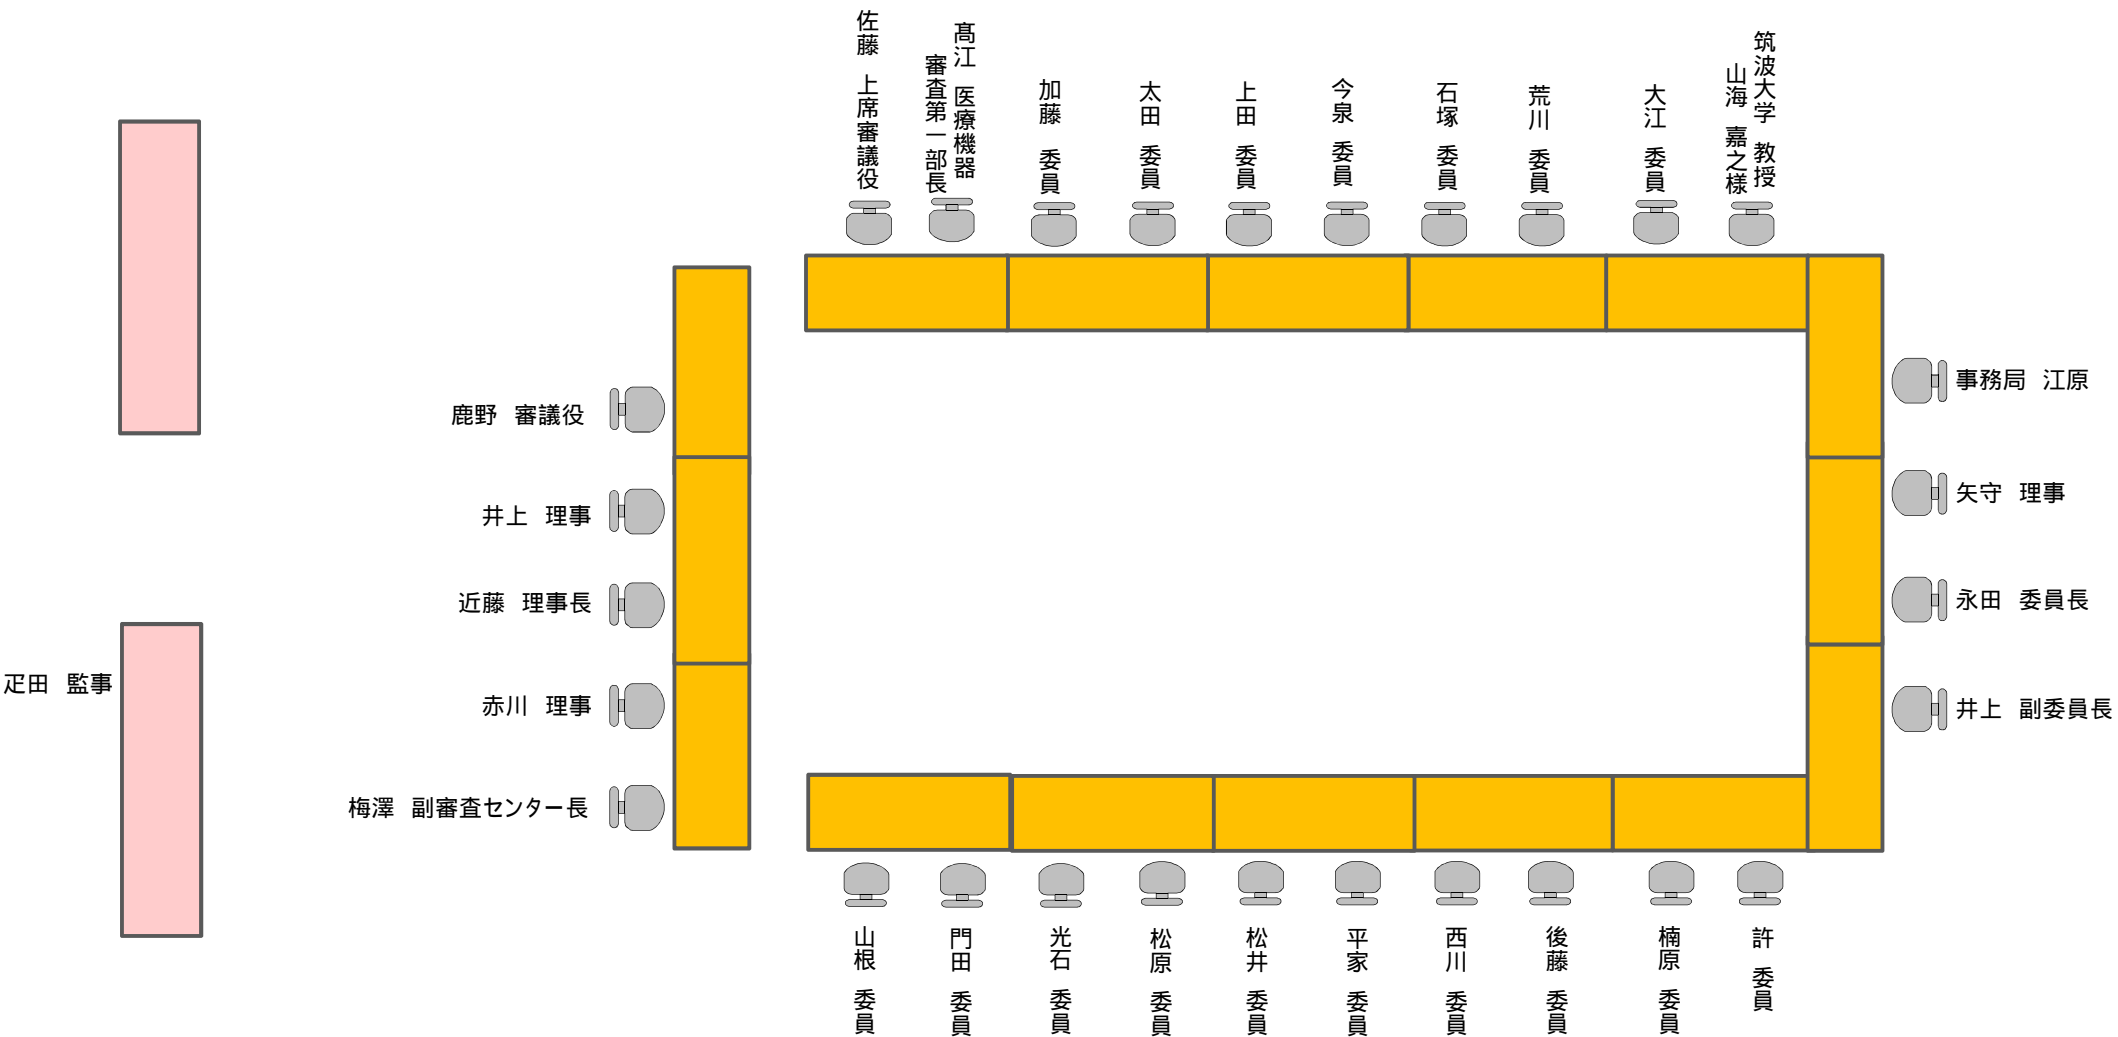 佐藤 上席審議役
髙江 医療機器
審査第一部長
加藤 委員
太田 委員
上田 委員
今泉 委員
石塚 委員
荒川 委員
大江 委員
筑波大学 教授
山海 嘉之様
鹿野 審議役
井上 理事
近藤 理事長
赤川 理事
梅澤 副審査センター長
疋田 監事
事務局 江原
矢守 理事
永田 委員長
井上 副委員長
山根 委員
門田 委員
光石 委員
松原 委員
松井 委員
平家 委員
西川 委員
後藤 委員
楠原 委員
許 委員